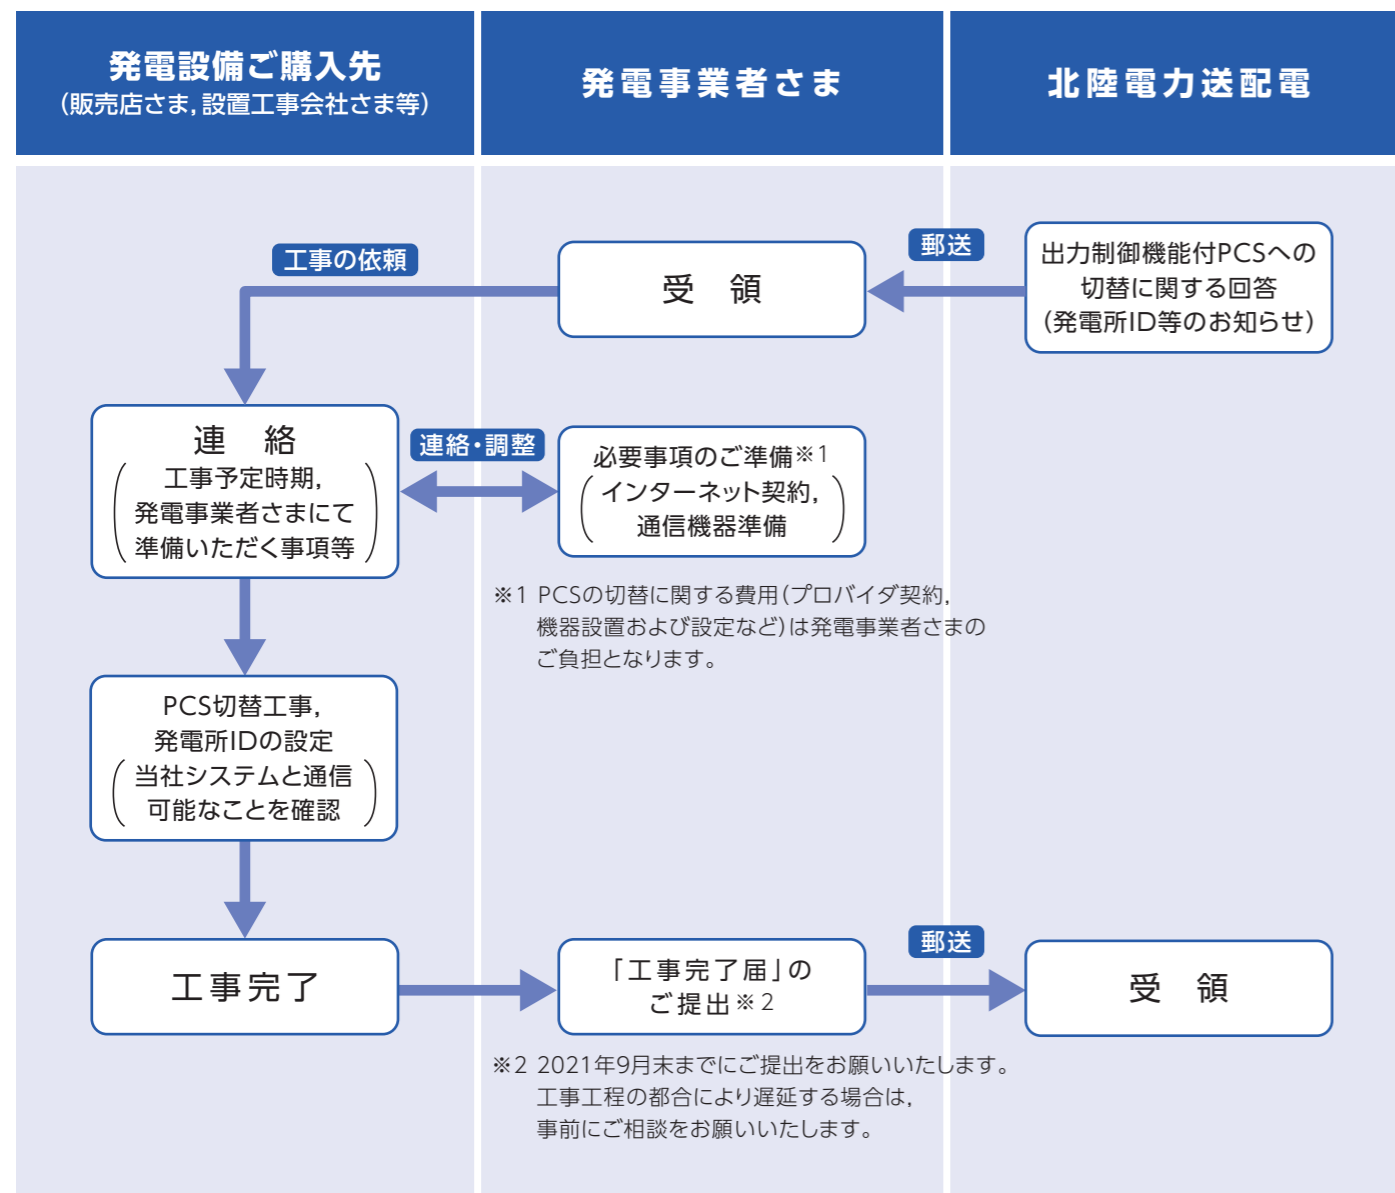 発電設備ご購入先
(販売店さま,設置工事会社さま等)
発電事業者さま
北陸電力送配電
郵送
出力制御機能付PCSへの
切替に関する回答
(発電所ID等のお知らせ)
受 領
工事の依頼
連 絡
工事予定時期,
発電事業者さまにて
準備いただく事項等
連絡・調整
必要事項のご準備※1
インターネット契約,
通信機器準備
※1 PCSの切替に関する費用(プロバイダ契約,
機器設置および設定など)は発電事業者さまの
ご負担となります。
PCS切替工事,
発電所IDの設定
当社システムと通信
可能なことを確認
工事完了
「工事完了届」の
ご提出※2
郵送
受 領
※2 2021年9月末までにご提出をお願いいたします。
工事工程の都合により遅延する場合は,
事前にご相談をお願いいたします。